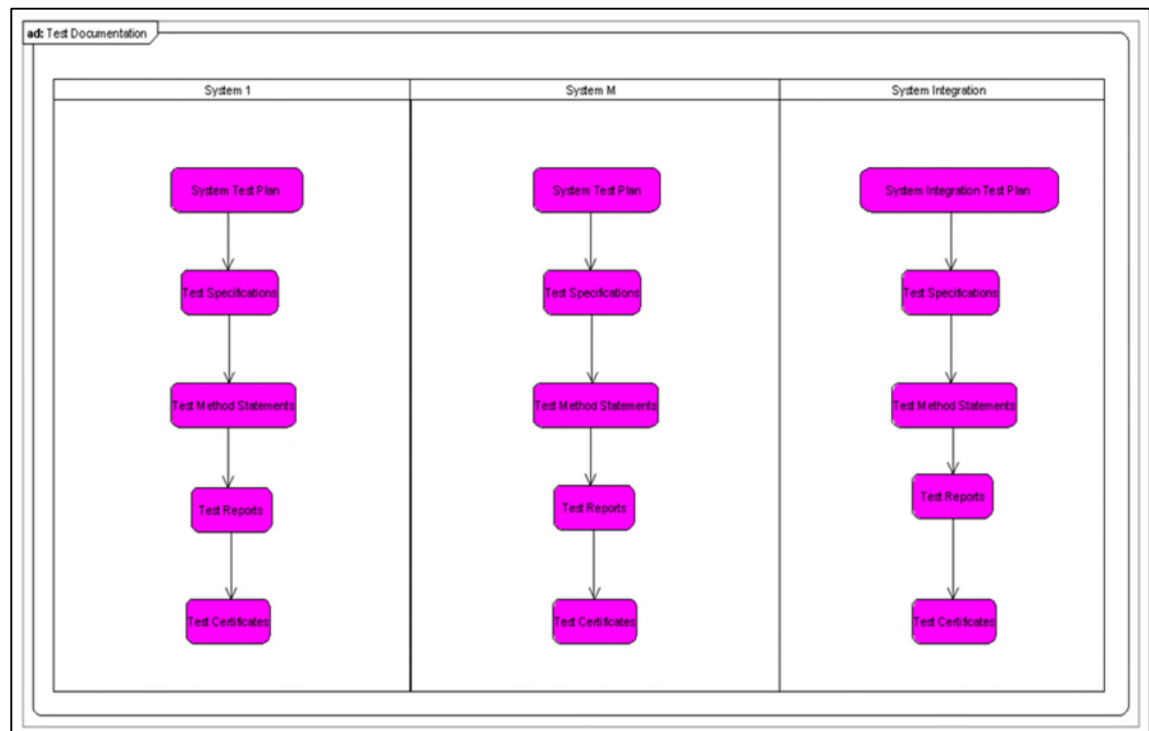 ad: Test Documentation
System 1
System M
System Integration
System Test Plan
System Test Plan
System Integration Test Plan
Test Specifications
Test Specifications
Test Specifications
Test Method Statements
Test Method Statements
Test Method Statements
Test Reports
Test Reports
Test Reports
Test Certificates
Test Certificates
Test Certificates